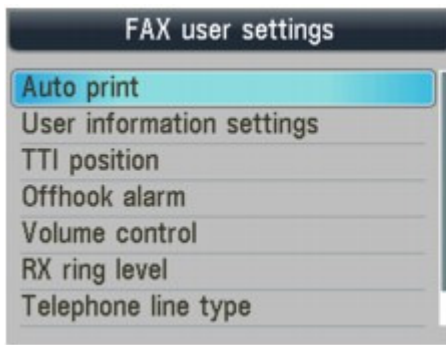 FAX user settings
Auto print
User information settings
TTI position
Offhook alarm
Volume control
RX ring level
Telephone line type